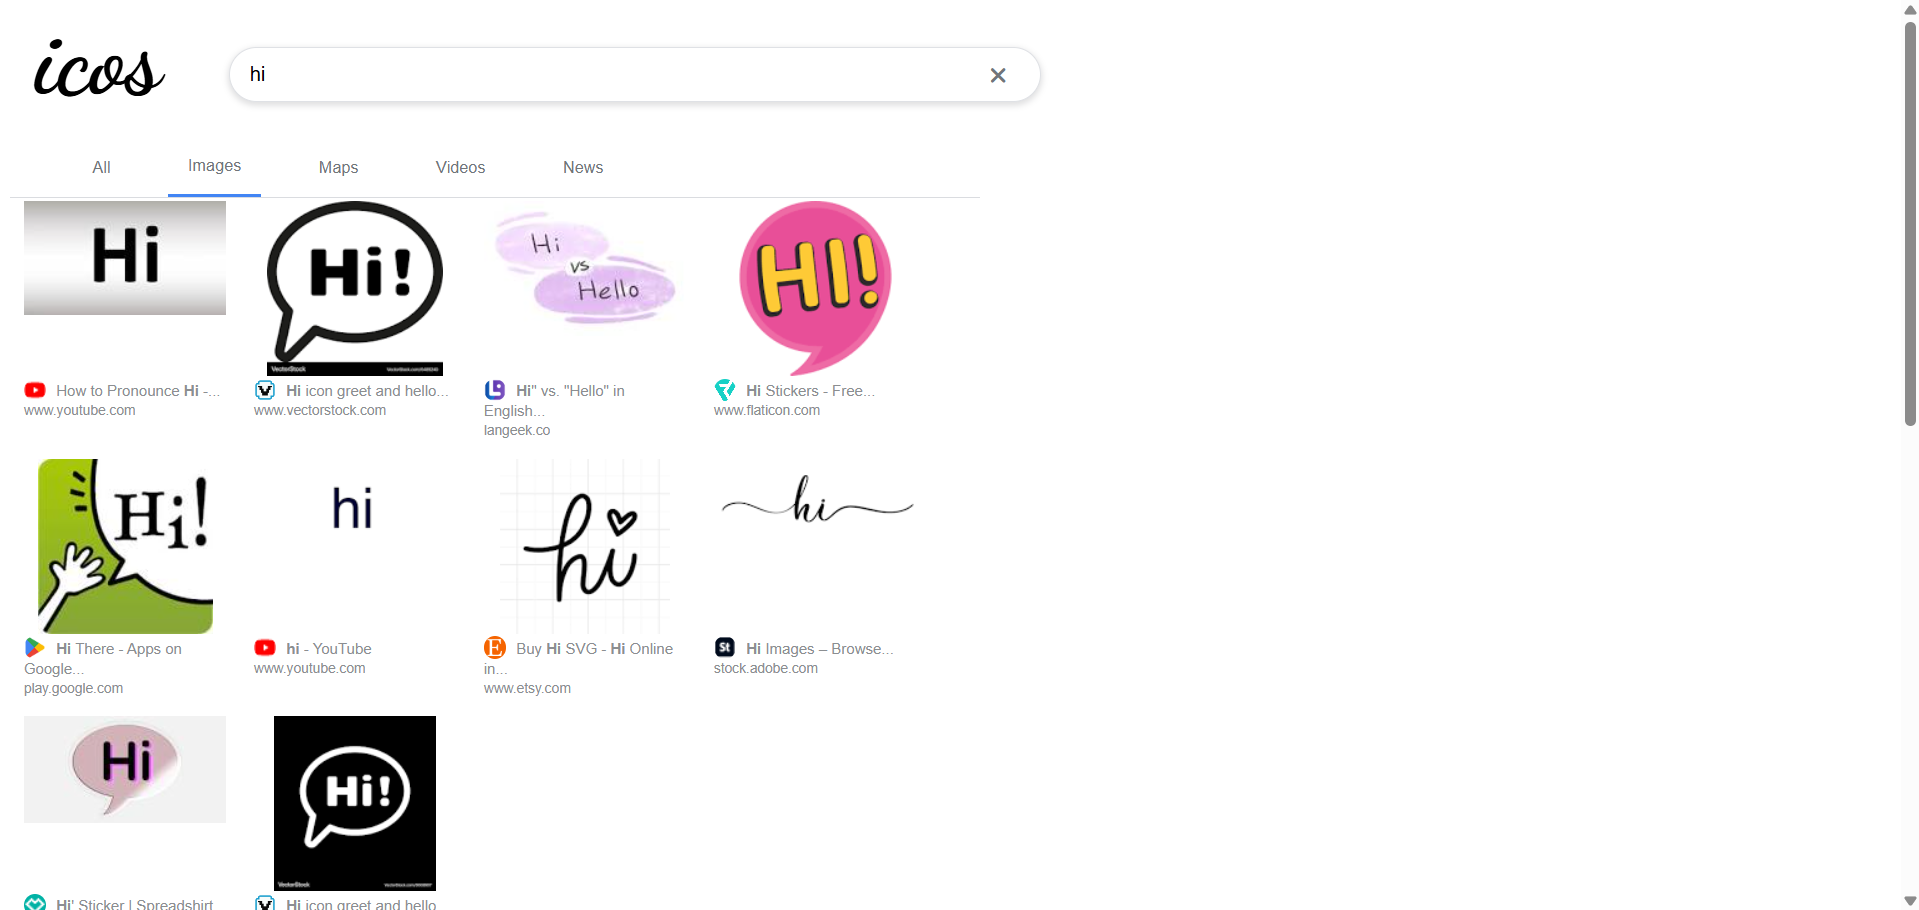 icos
hi
All Images Maps Videos News
Hi
Hi!
VectorStock
Hi
vs
Hello
HI!
How to Pronounce Hi -...
www.youtube.com
Hi icon greet and hello...
www.vectorstock.com
Hi" vs. "Hello" in
English...
langeek.co
Hi Stickers - Free...
www.flaticon.com
Hi!
hi
hi
hi
Hi There - Apps on
Google...
play.google.com
hi - YouTube
www.youtube.com
E
Buy Hi SVG - Hi Online
in...
www.etsy.com
St
Hi Images – Browse...
stock.adobe.com
Hi
Hi!
VectorStock
Hi' Sticker | Spreadshirt
Hi icon greet and hello